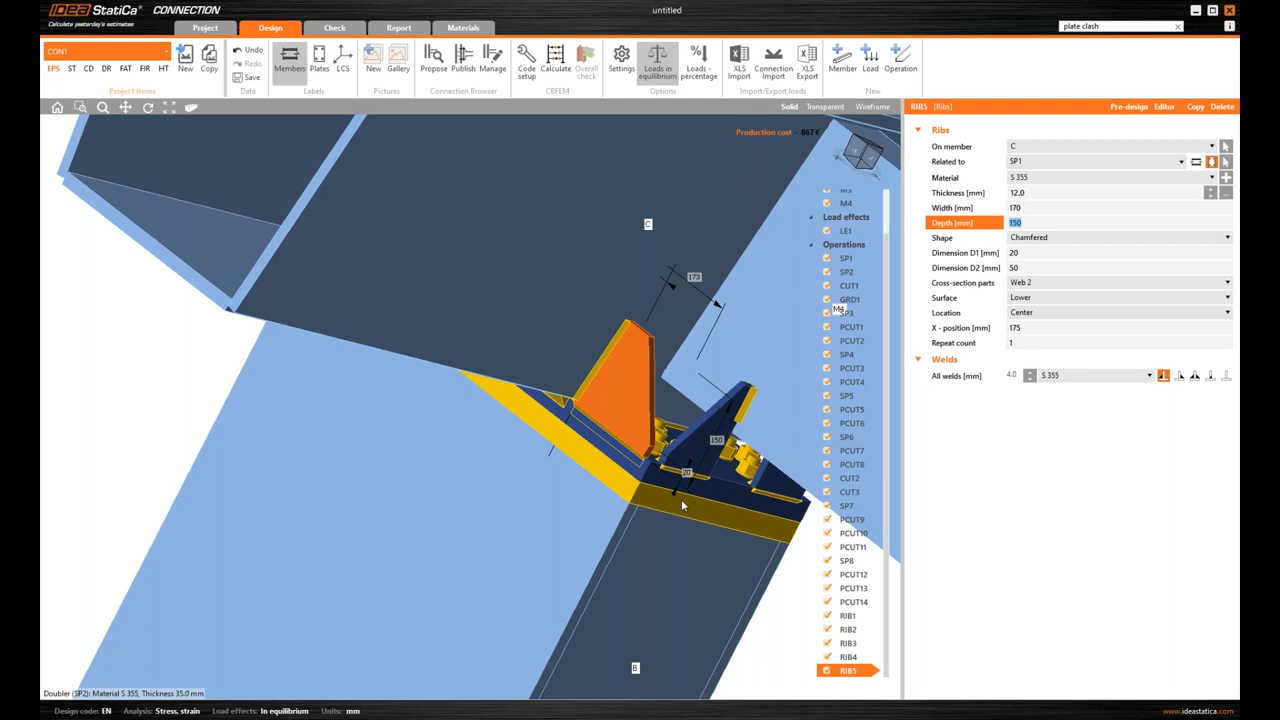 IDEA StatiCa® CONNECTION
Calculate yesterday's estimates
untitled
plate clash
Project
Design
Check
Report
Materials
CON1
EPS ST CD DR FAT FIR HT
New
Copy
Undo
Redo
Save
Members
Plates
LCS
New
Gallery
Propose
Publish
Manage
Code setup
Calculate
Overall check
Settings
Loads in equilibrium
Loads - percentage
XLS Import
Connection Import
XLS Export
Member
Load
Operation
Project items
Data
Labels
Pictures
Connection Browser
CBFEM
Options
Import/Export loads
New
Solid Transparent Wireframe
Production cost 867 €
C
173
150
20
B
M4
M4
Load effects
LE1
Operations
SP1
SP2
CUT1
GRD1
SP3
PCUT1
PCUT2
SP4
PCUT3
PCUT4
SP5
PCUT5
PCUT6
SP6
PCUT7
PCUT8
CUT2
CUT3
SP7
PCUT9
PCUT10
PCUT11
SP8
PCUT12
PCUT13
PCUT14
RIB1
RIB2
RIB3
RIB4
RIB5
RIB5 [Ribs]
Pre-design Editor Copy Delete
Ribs
On member C
Related to SP1
Material S 355
Thickness [mm] 12.0
Width [mm] 170
Depth [mm] 150
Shape Chamfered
Dimension D1 [mm] 20
Dimension D2 [mm] 50
Cross-section parts Web 2
Surface Lower
Location Center
X - position [mm] 175
Repeat count 1
Welds
All welds [mm] 4.0 S 355
Doubler (SP2): Material S 355, Thickness 35.0 mm
Design code: EN Analysis: Stress, strain Load effects: In equilibrium Units: mm
www.ideastatica.com